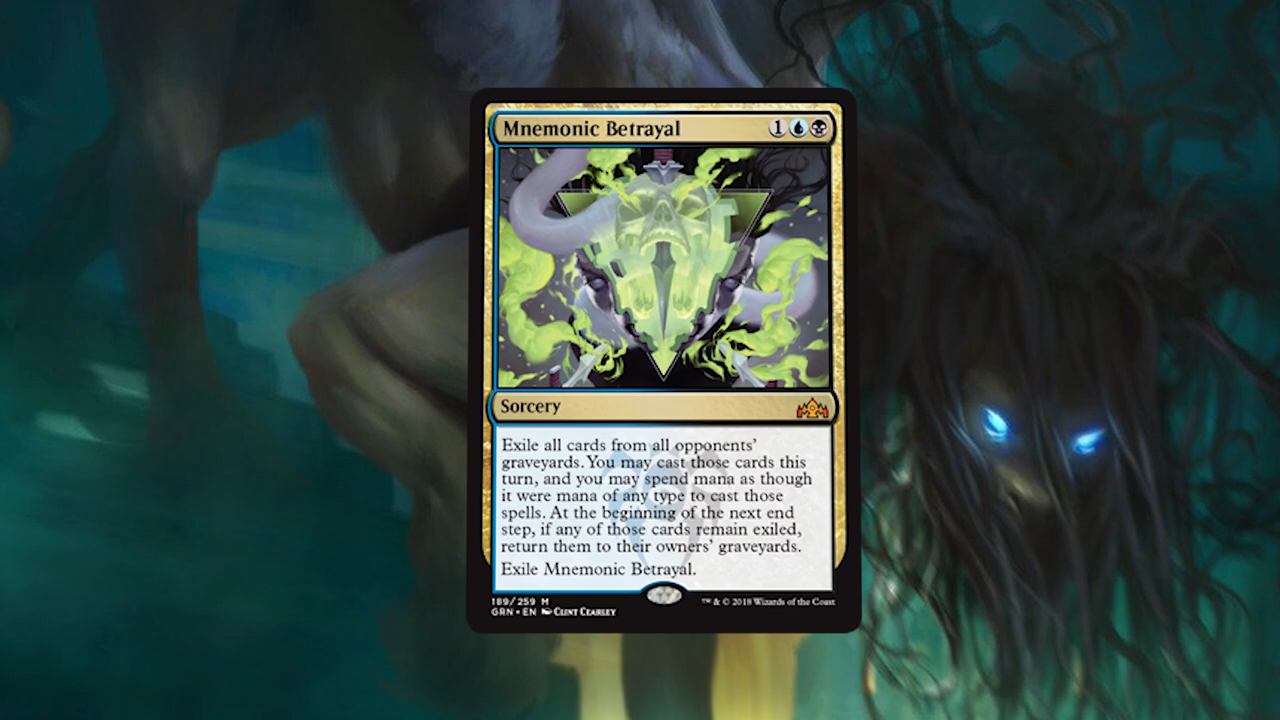 Mnemonic Betrayal 1
Sorcery
Exile all cards from all opponents'
graveyards. You may cast those cards this
turn, and you may spend mana as though
it were mana of any type to cast those
spells. At the beginning of the next end
step, if any of those cards remain exiled,
return them to their owners' graveyards.
Exile Mnemonic Betrayal.
189/259 M
GRN • EN Clint Cearley
™ & © 2018 Wizards of the Coast